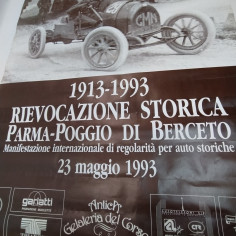 1913-1993
RIEVOCAZIONE STORICA
PARMA-POGGIO DI BERCETO
Manifestazione internazionale di regolarità per auto storiche
23 maggio 1993
gariatti
Antica
Gelateria del Corso